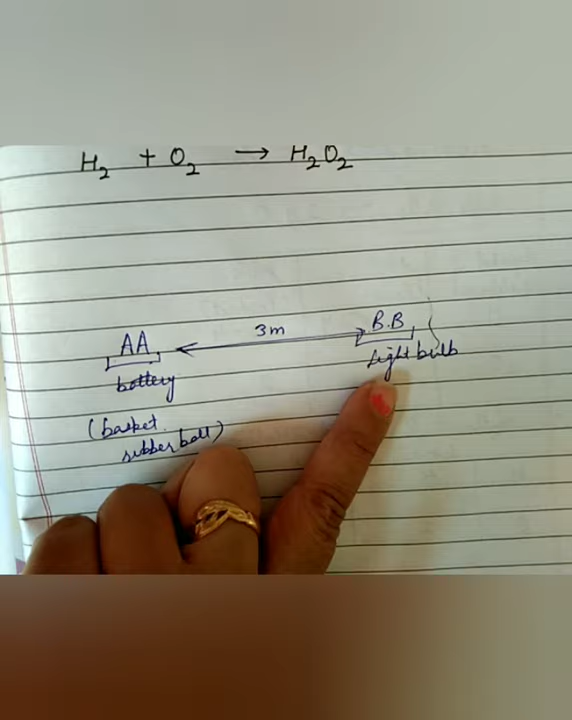 H₂ + O₂ → H₂O₂
AA ← 3m → B.B
battery light bulb
(basket
rubber ball)